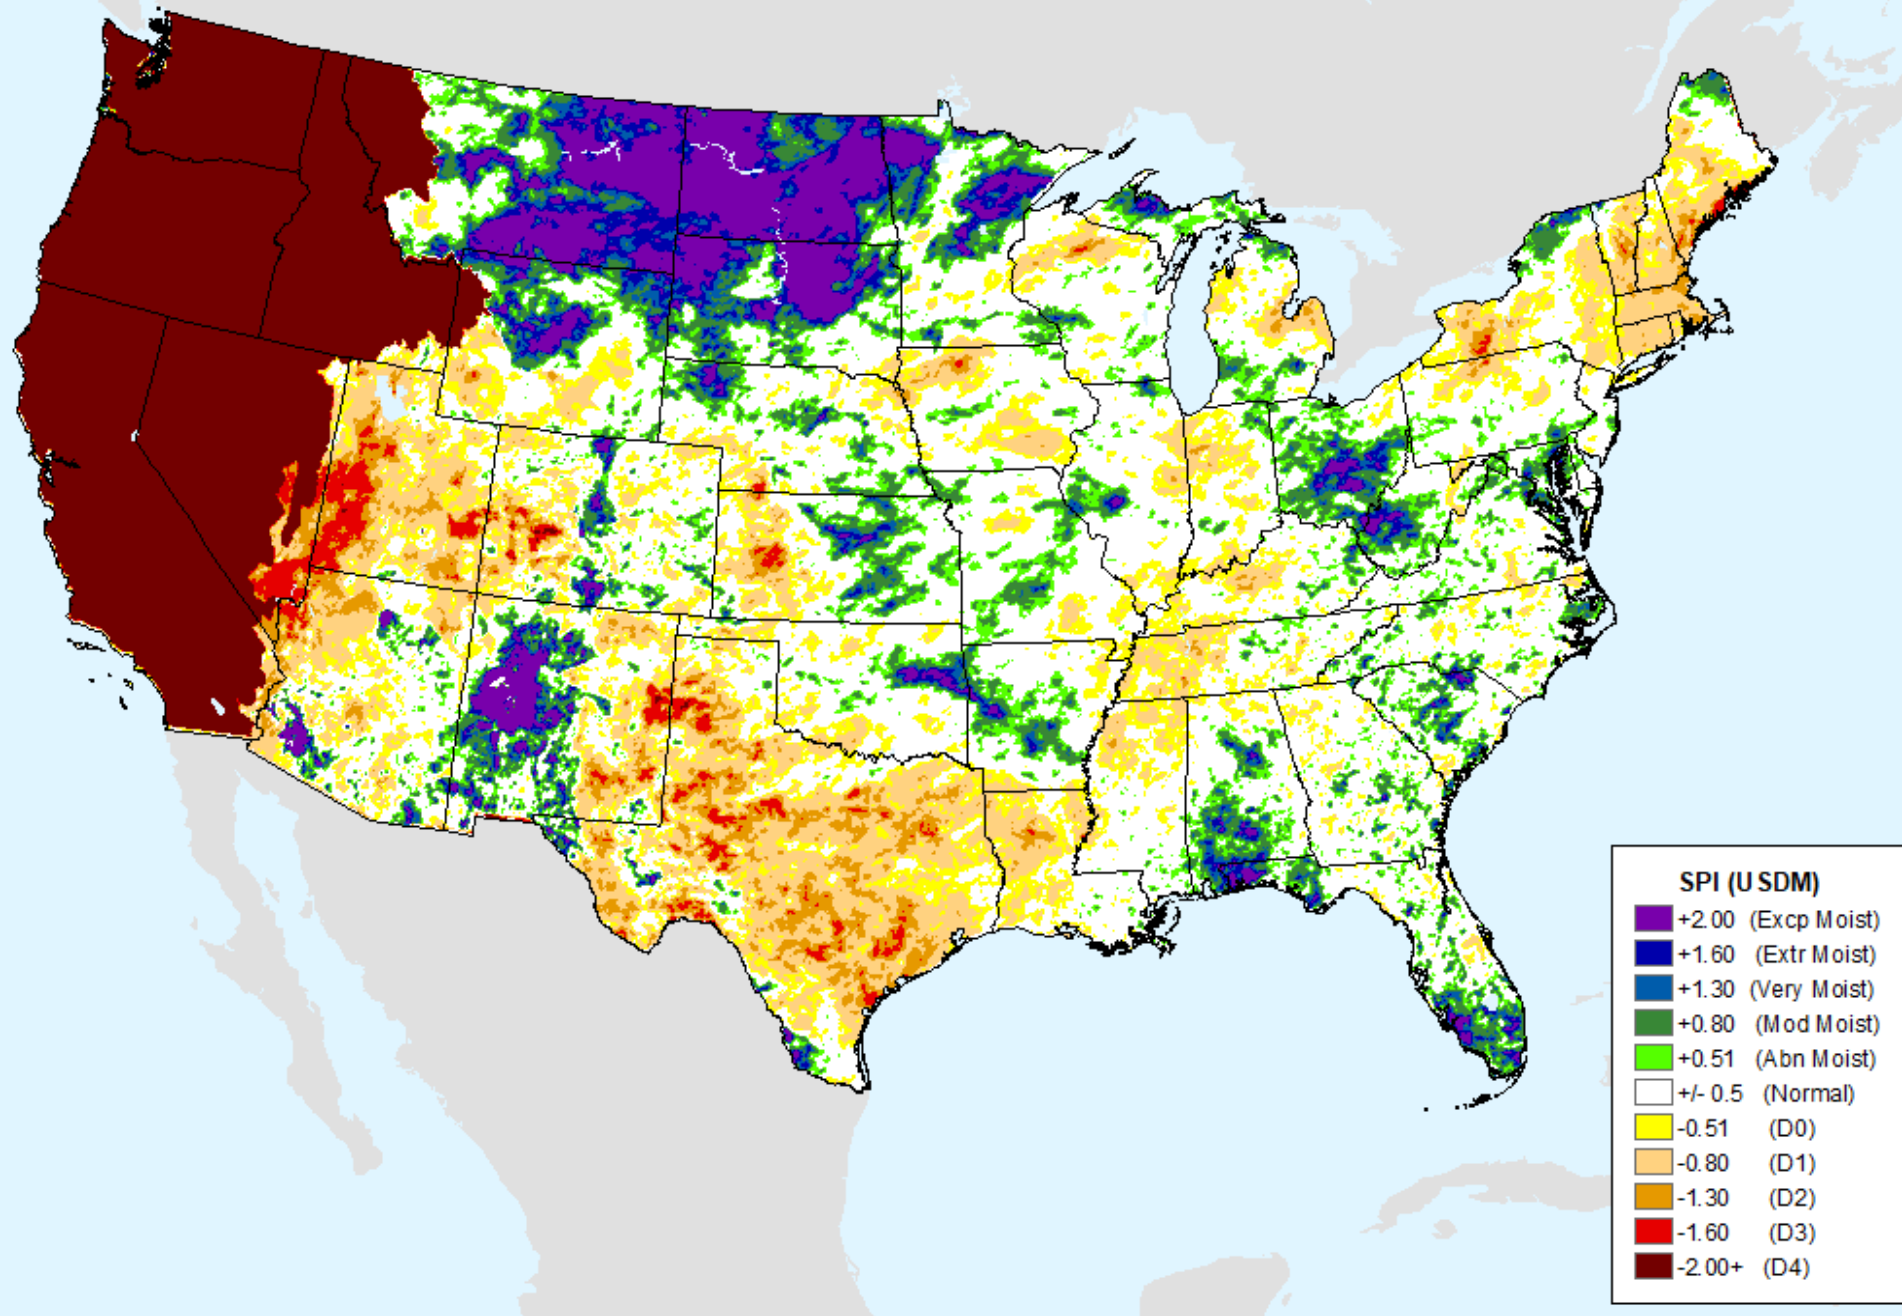 SPI (USDM)
+2.00 (Excp Moist)
+1.60 (Extr Moist)
+1.30 (Very Moist)
+0.80 (Mod Moist)
+0.51 (Abn Moist)
+/- 0.5 (Normal)
-0.51 (D0)
-0.80 (D1)
-1.30 (D2)
-1.60 (D3)
-2.00+ (D4)